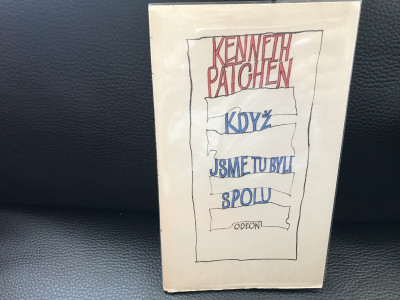 KENNETH
PATCHEN
KDYŽ
JSME TU BYLI
SPOLU
ODEON